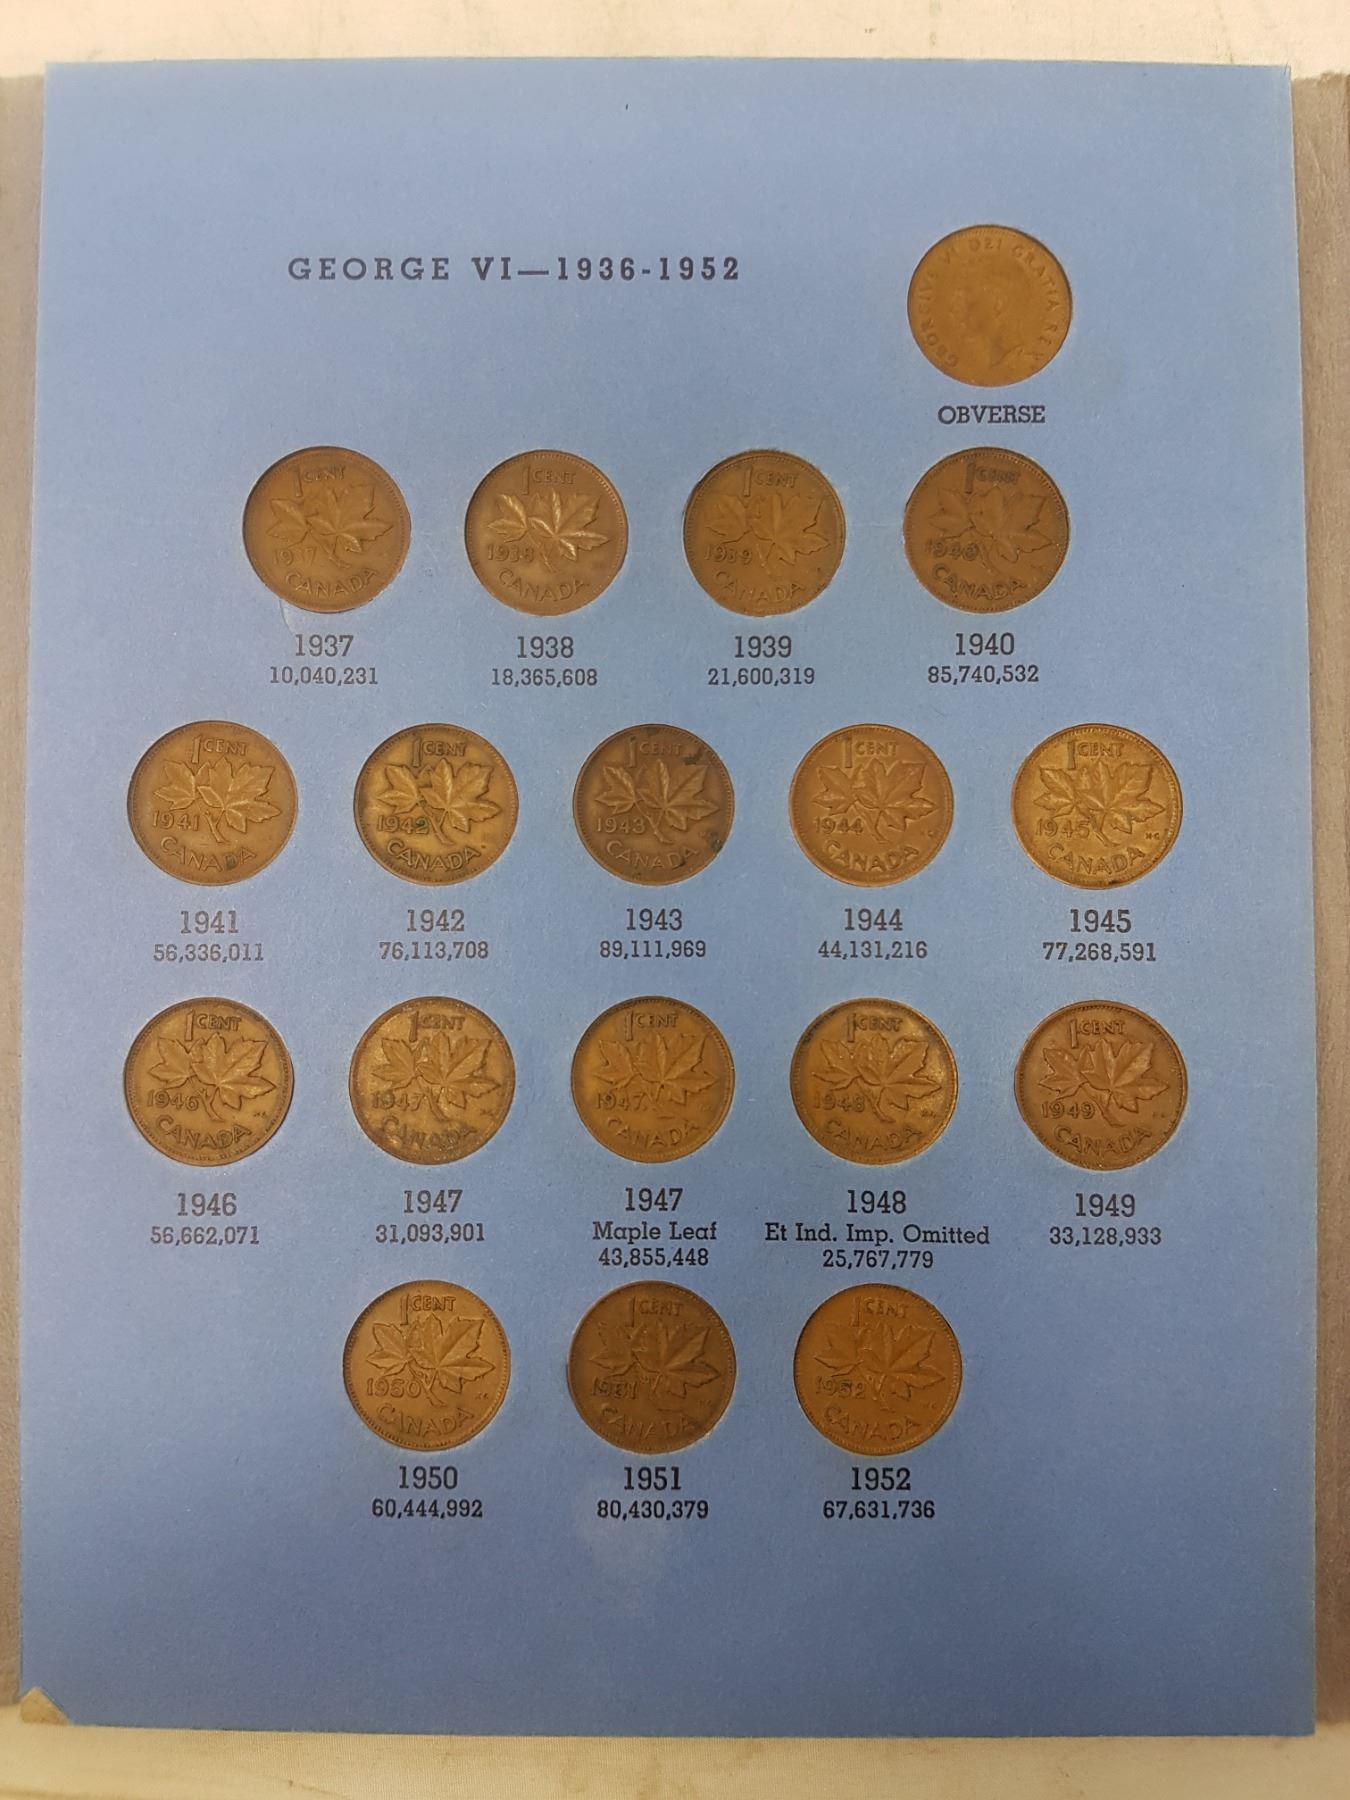 GEORGE VI—1936-1952
GEORGIVS VI DEI GRATIA REX
OBVERSE
1 CENT 1 CENT 1 CENT 1 CENT
1937 1938 1939 1940
CANADA CANADA CANADA CANADA
1937 1938 1939 1940
10,040,231 18,365,608 21,600,319 85,740,532
1 CENT 1 CENT 1 CENT 1 CENT 1 CENT
1941 1942 1943 1944 1945
CANADA CANADA CANADA CANADA CANADA
1941 1942 1943 1944 1945
56,336,011 76,113,708 89,111,969 44,131,216 77,268,591
1 CENT 1 CENT 1 CENT 1 CENT 1 CENT
1946 1947 1947 1948 1949
CANADA CANADA CANADA CANADA CANADA
1946 1947 1947 1948 1949
56,662,071 31,093,901 Maple Leaf Et Ind. Imp. Omitted 33,128,933
43,855,448 25,767,779
1 CENT 1 CENT 1 CENT
1950 1951 1952
CANADA CANADA CANADA
1950 1951 1952
60,444,992 80,430,379 67,631,736